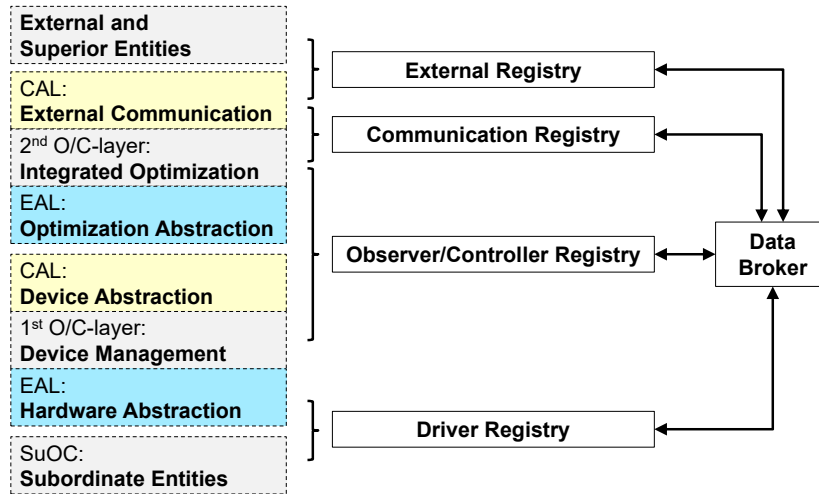 External and
Superior Entities
CAL:
External Communication
2nd O/C-layer:
Integrated Optimization
EAL:
Optimization Abstraction
CAL:
Device Abstraction
1st O/C-layer:
Device Management
EAL:
Hardware Abstraction
SuOC:
Subordinate Entities
External Registry
Communication Registry
Observer/Controller Registry
Driver Registry
Data
Broker